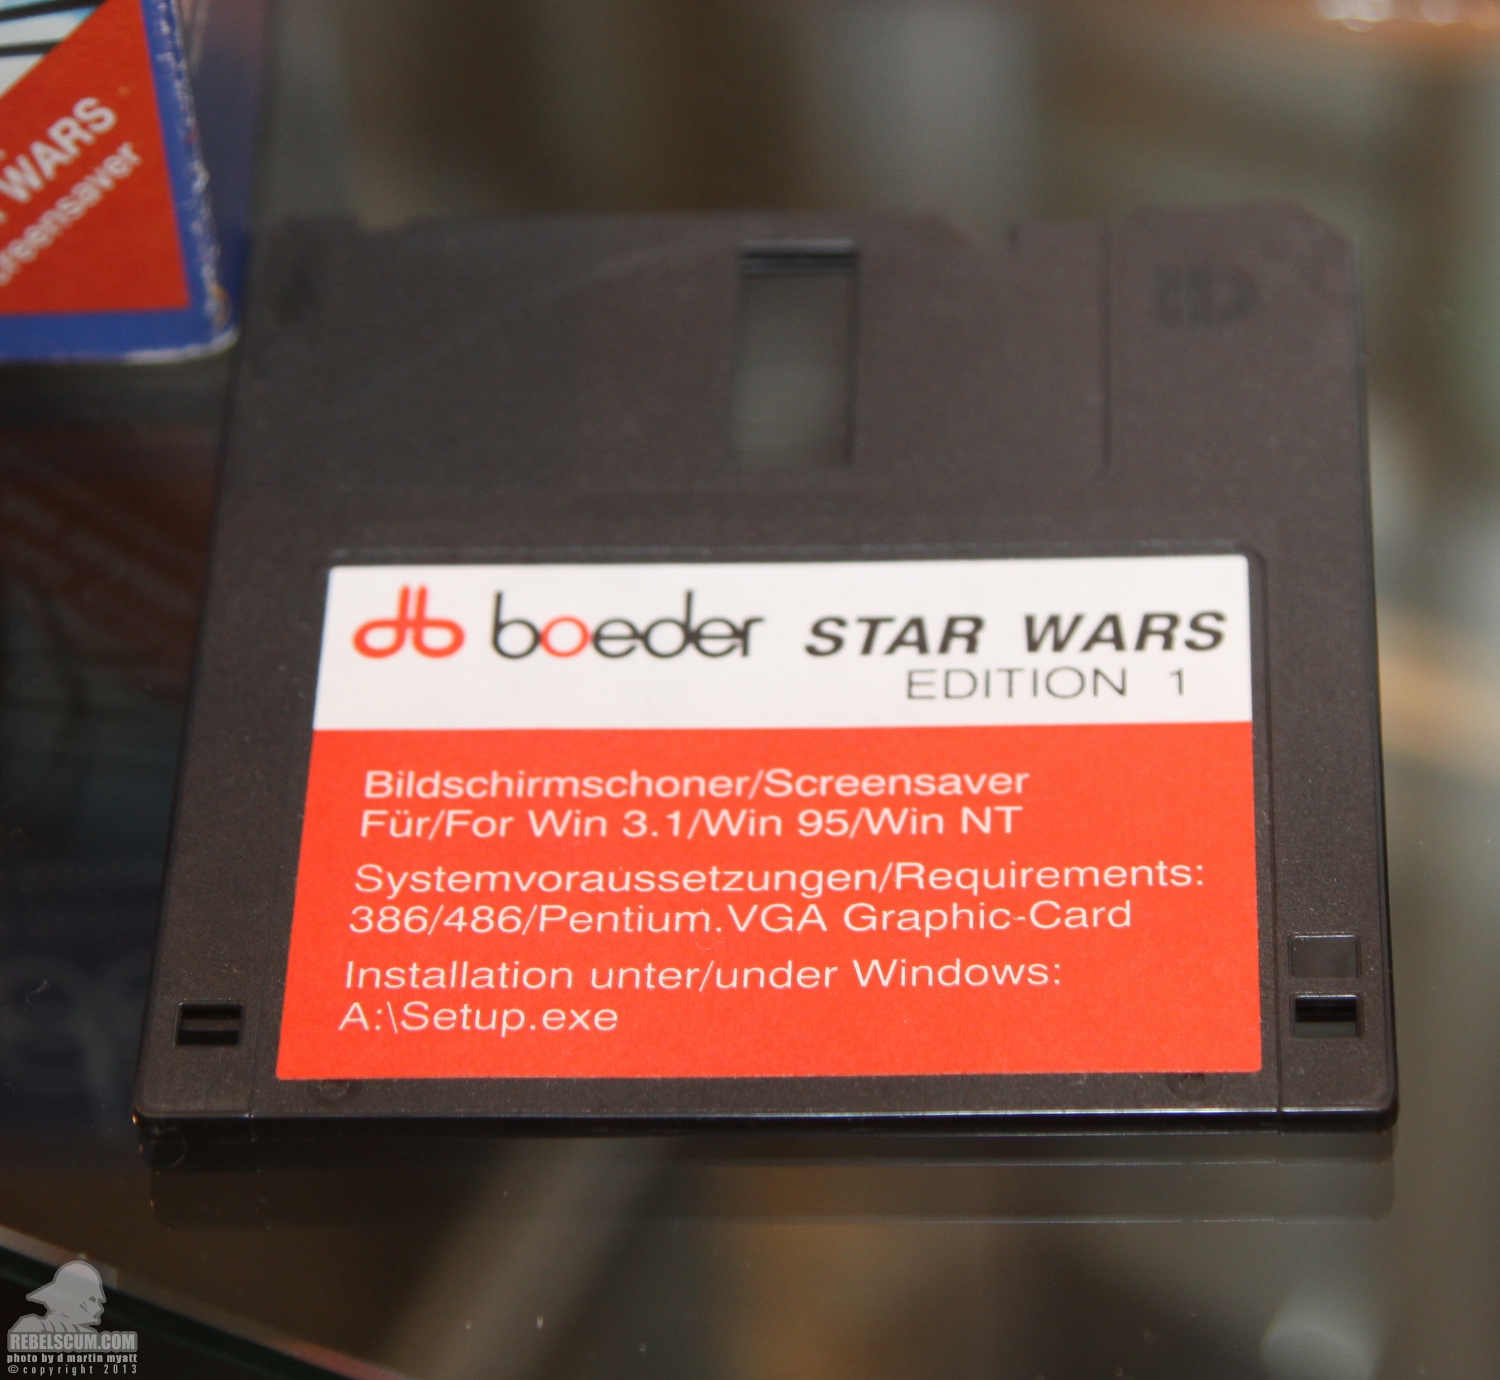 WARS
screensaver
boeder STAR WARS
EDITION 1
Bildschirmschoner/Screensaver
Für/For Win 3.1/Win 95/Win NT
Systemvoraussetzungen/Requirements:
386/486/Pentium.VGA Graphic-Card
Installation unter/under Windows:
A:\Setup.exe
REBELSCUM.COM
photo by d martin myatt
©copyright 2013